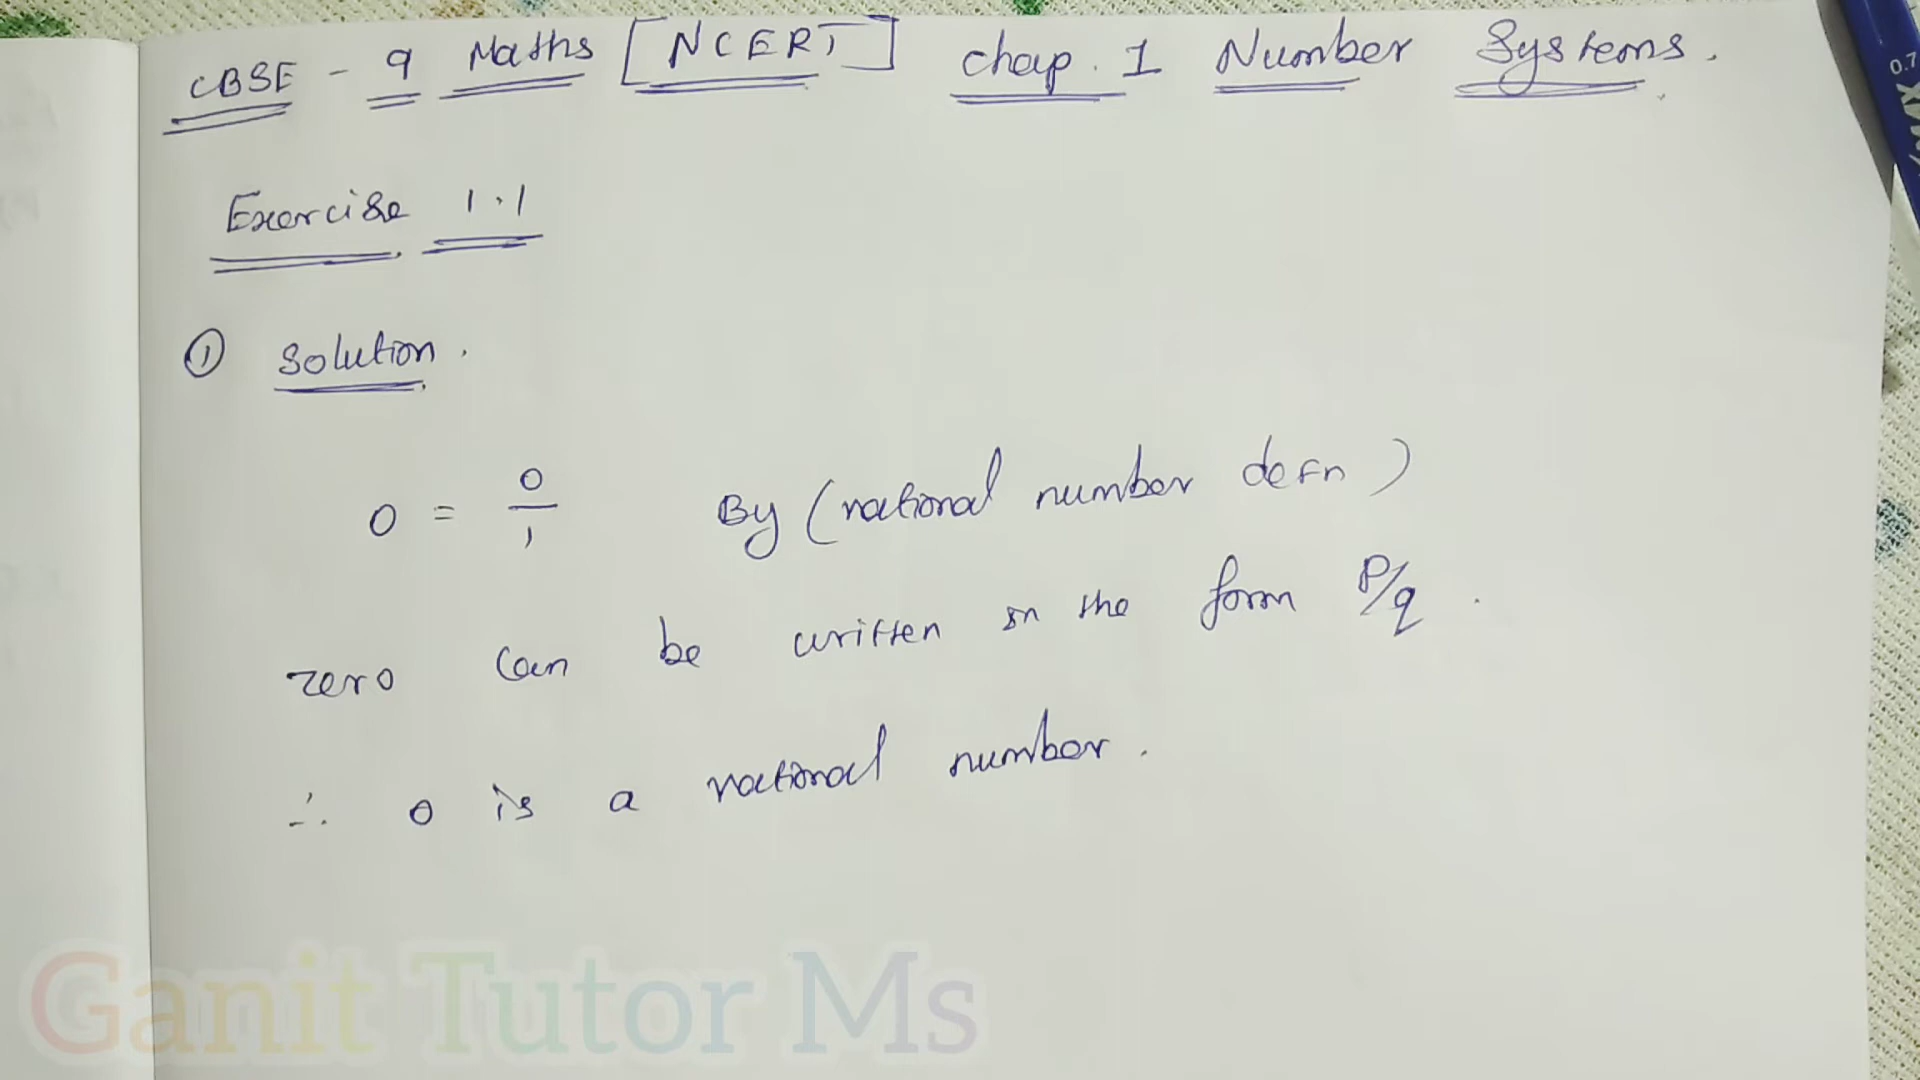 CBSE - 9 Maths [NCERT] Chap. 1 Number Systems.
Exercise 1.1
① Solution.
0 = 0/1 By (rational number defn)
zero can be written in the form P/q.
∴ 0 is a rational number.
Ganit Tutor Ms
0.7